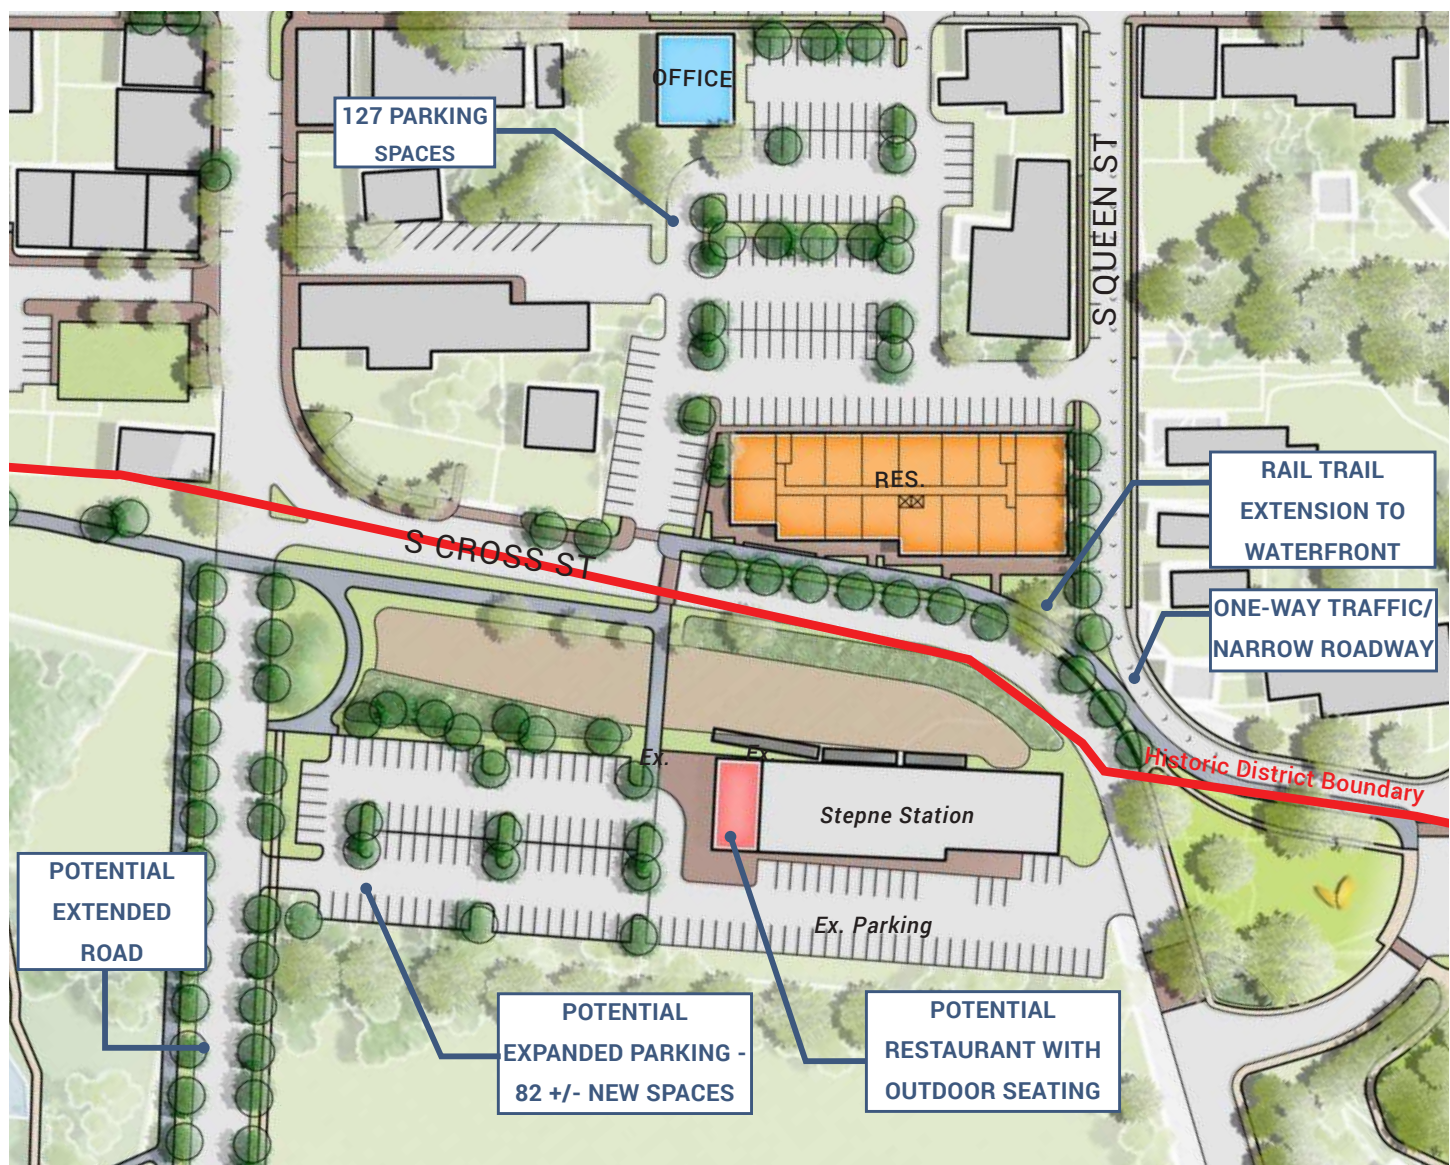 OFFICE
127 PARKING
SPACES
S QUEEN ST
RES.
RAIL TRAIL
EXTENSION TO
WATERFRONT
S CROSS ST
ONE-WAY TRAFFIC/
NARROW ROADWAY
Ex.
Ex.
Historic District Boundary
Stepne Station
POTENTIAL
EXTENDED
ROAD
Ex. Parking
POTENTIAL
EXPANDED PARKING -
82 +/- NEW SPACES
POTENTIAL
RESTAURANT WITH
OUTDOOR SEATING